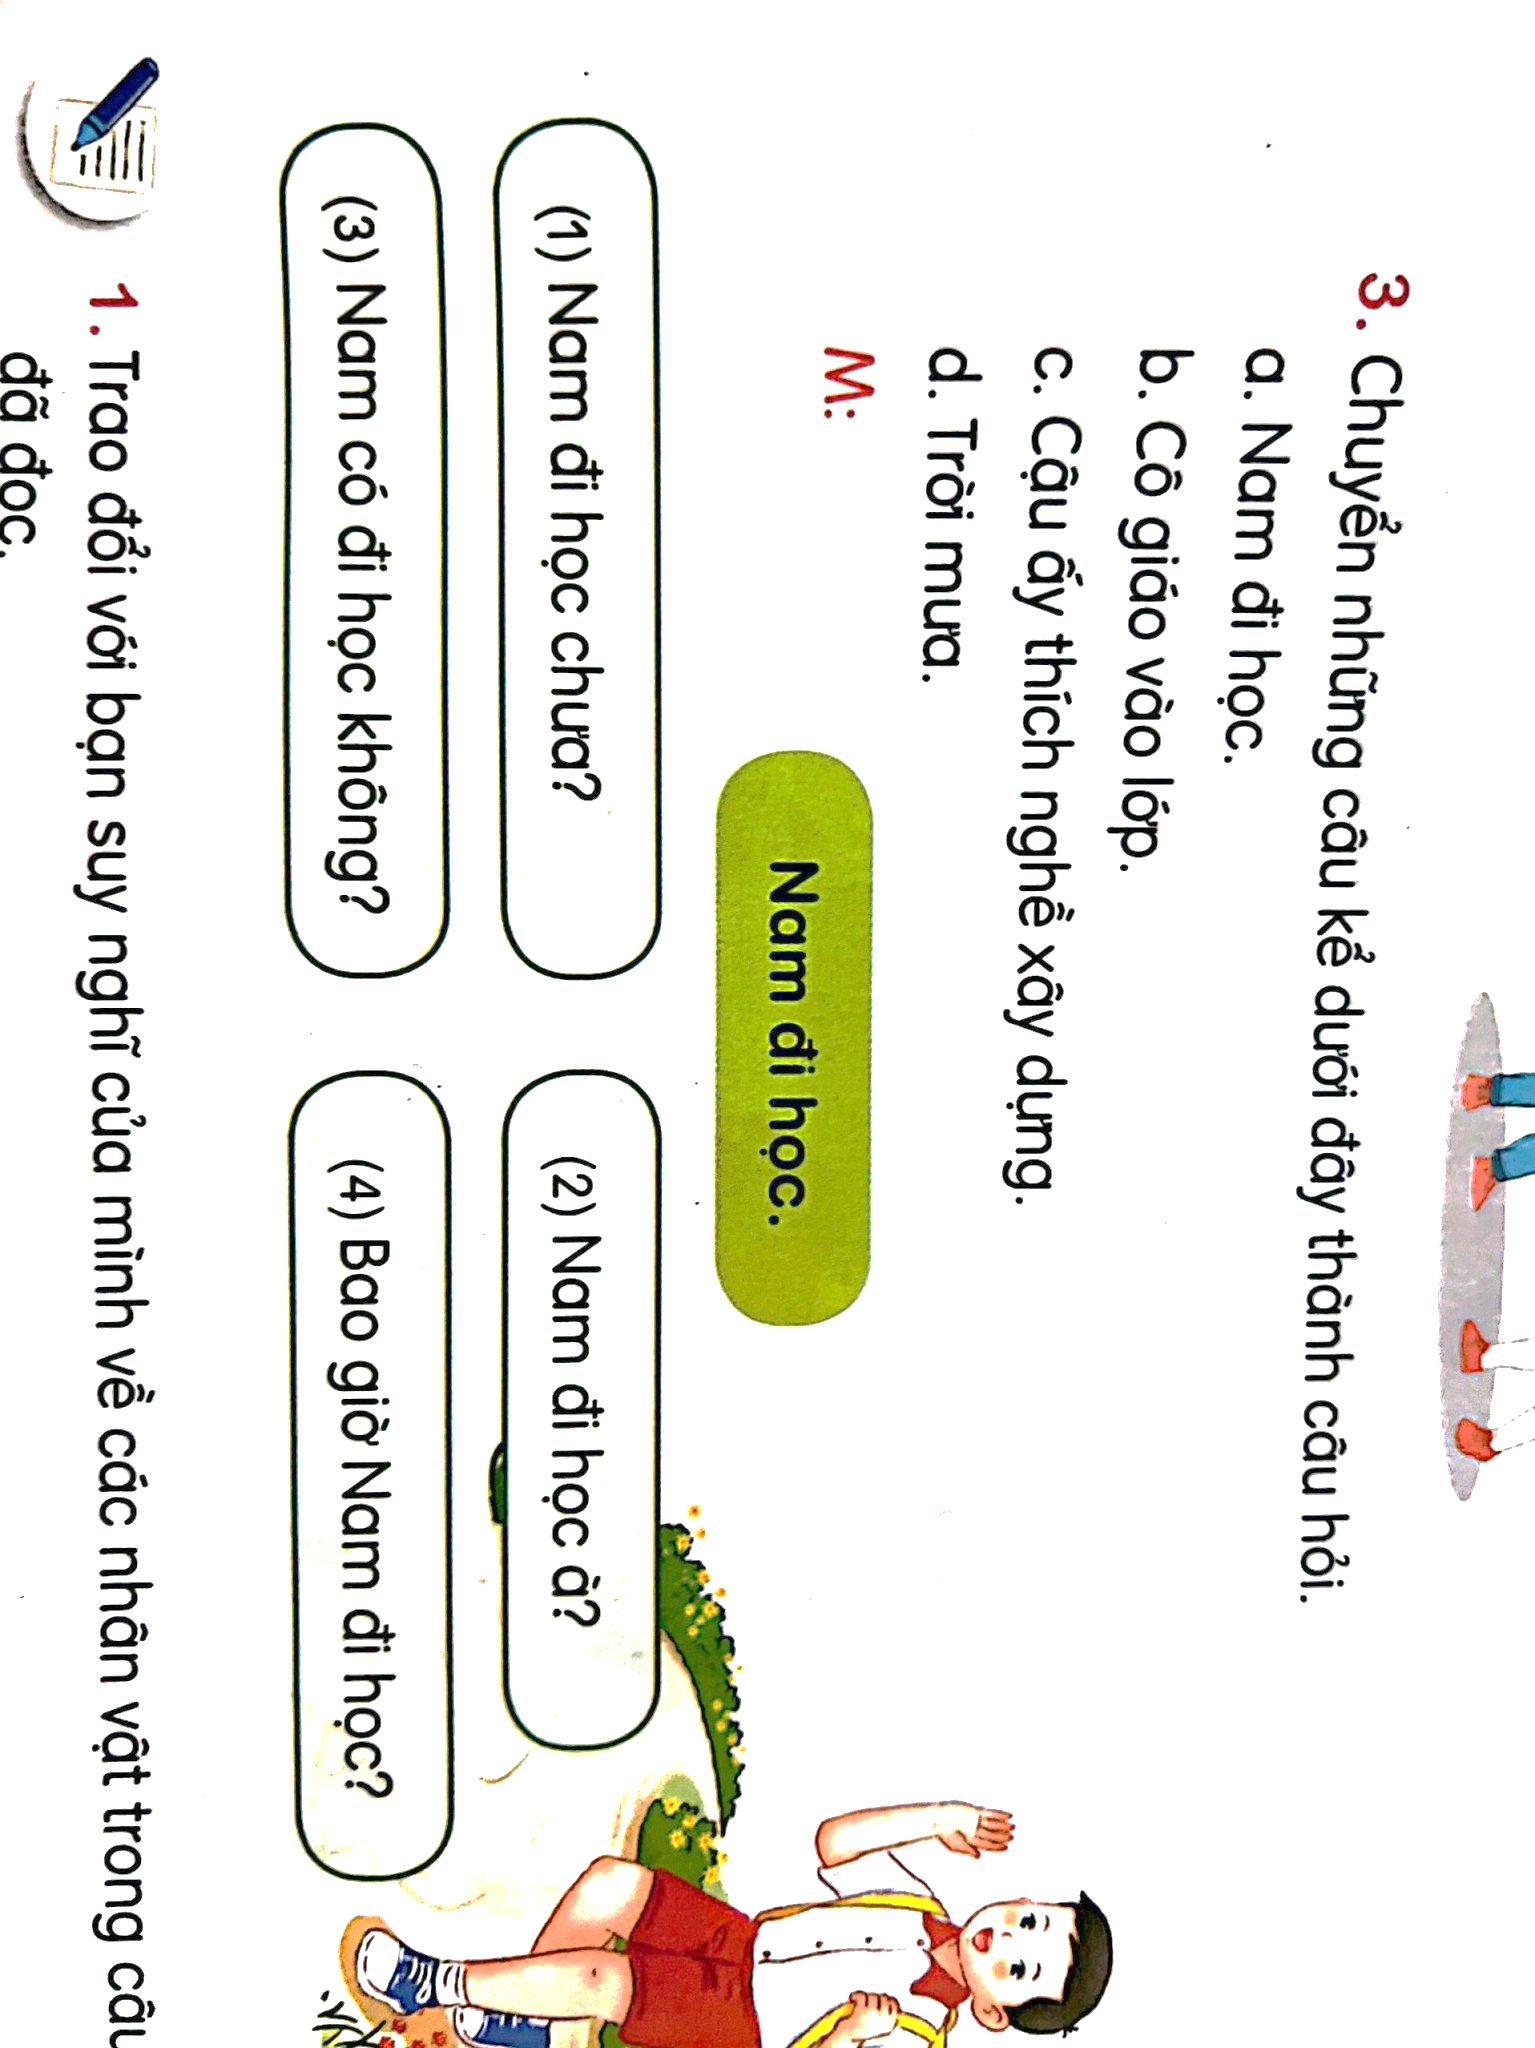 3. Chuyển những câu kể dưới đây thành câu hỏi.
a. Nam đi học.
b. Cô giáo vào lớp.
c. Cậu ấy thích nghề xây dựng.
d. Trời mưa.
M:
Nam đi học.
(1) Nam đi học chưa?
(2) Nam đi học à?
(3) Nam có đi học không?
(4) Bao giờ Nam đi học?
1. Trao đổi với bạn suy nghĩ của mình về các nhân vật trong câu
đã đọc.